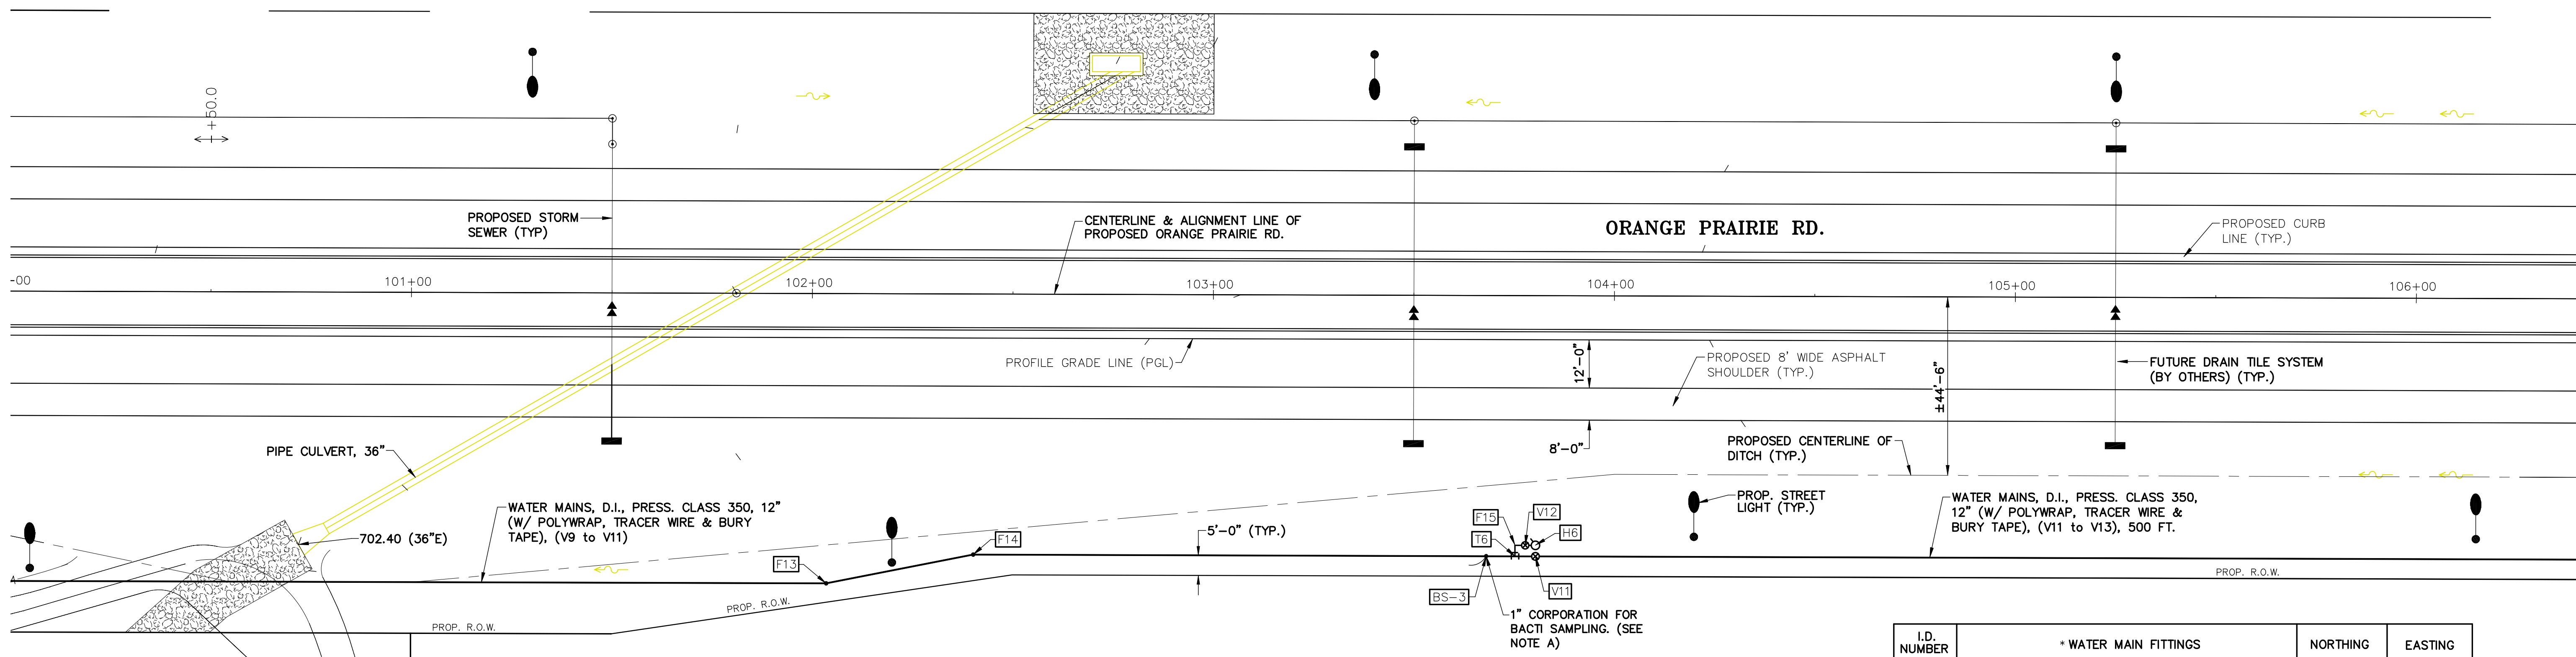 +50.0
PROPOSED STORM
SEWER (TYP)
CENTERLINE & ALIGNMENT LINE OF
PROPOSED ORANGE PRAIRIE RD.
ORANGE PRAIRIE RD.
PROPOSED CURB
LINE (TYP.)
-00
101+00
102+00
103+00
104+00
105+00
106+00
PROFILE GRADE LINE (PGL)
12'-0"
PROPOSED 8' WIDE ASPHALT
SHOULDER (TYP.)
±44'-6"
FUTURE DRAIN TILE SYSTEM
(BY OTHERS) (TYP.)
PIPE CULVERT, 36"
8'-0"
PROPOSED CENTERLINE OF
DITCH (TYP.)
WATER MAINS, D.I., PRESS. CLASS 350, 12"
(W/ POLYWRAP, TRACER WIRE & BURY
TAPE), (V9 to V11)
702.40 (36"E)
F13
F14
5'-0" (TYP.)
F15
V12
T6
H6
BS-3
V11
PROP. STREET
LIGHT (TYP.)
WATER MAINS, D.I., PRESS. CLASS 350,
12" (W/ POLYWRAP, TRACER WIRE &
BURY TAPE), (V11 to V13), 500 FT.
PROP. R.O.W.
PROP. R.O.W.
PROP. R.O.W.
1" CORPORATION FOR
BACTI SAMPLING. (SEE
NOTE A)
I.D.
NUMBER
* WATER MAIN FITTINGS
NORTHING
EASTING